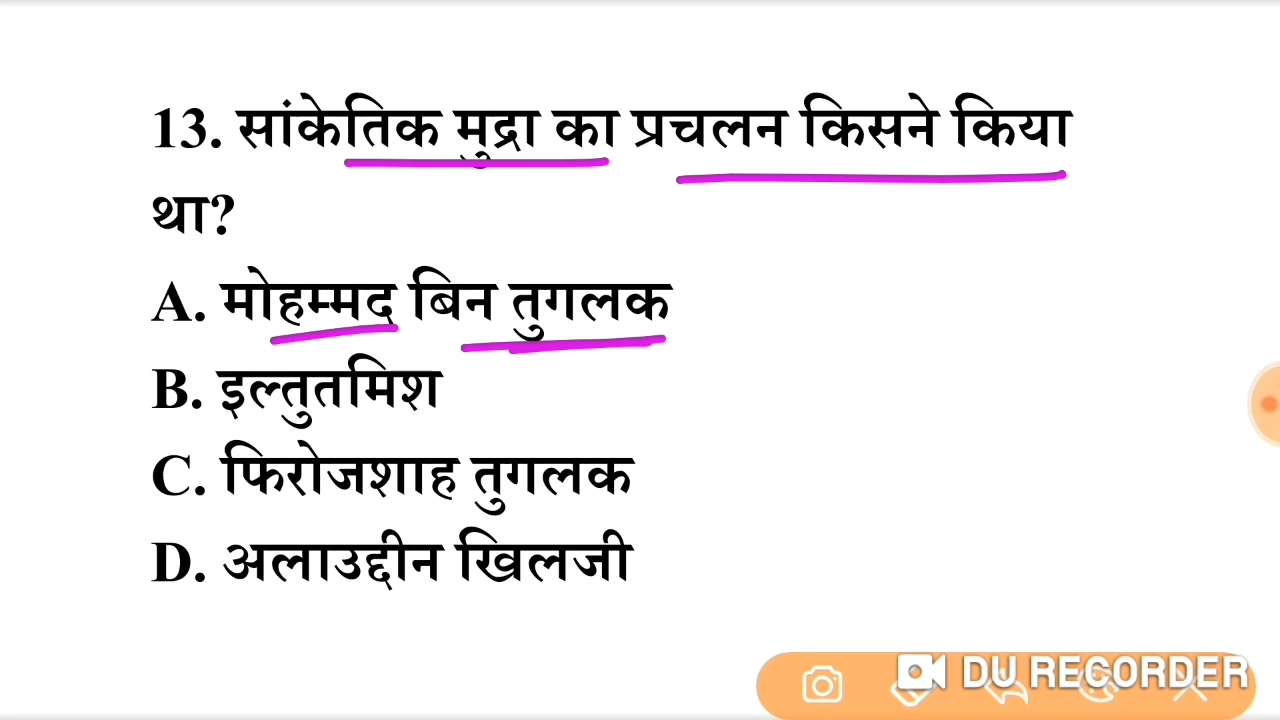 13. सांकेतिक मुद्रा का प्रचलन किसने किया
था?
A. मोहम्मद बिन तुगलक
B. इल्तुतमिश
C. फिरोजशाह तुगलक
D. अलाउद्दीन खिलजी
DU RECORDER